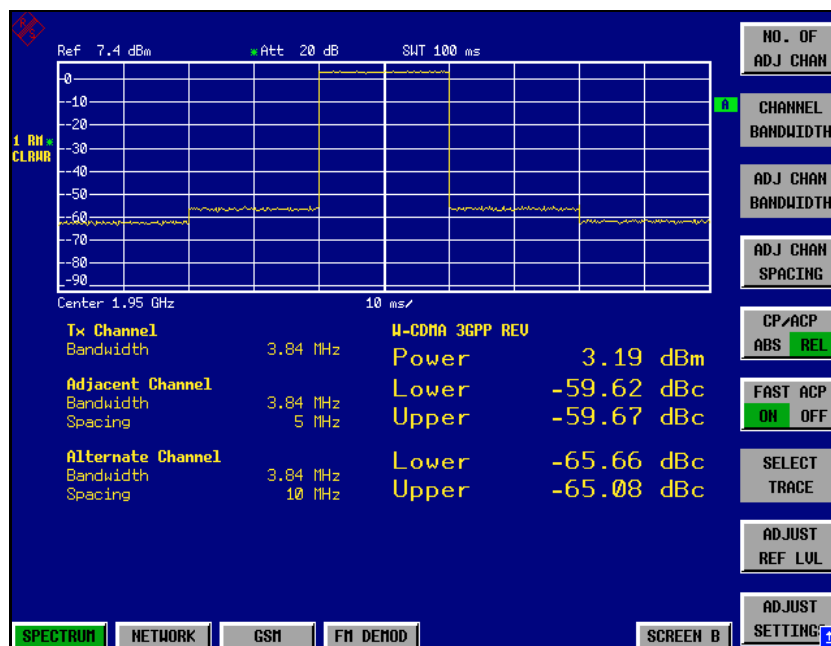 Ref 7.4 dBm *Att 20 dB SWT 100 ms
NO. OF
ADJ CHAN
0
-10
-20
-30
-40
-50
-60
-70
-80
-90
A
1 RM *
CLRWR
CHANNEL
BANDWIDTH
ADJ CHAN
BANDWIDTH
ADJ CHAN
SPACING
Center 1.95 GHz 10 ms/
Tx Channel W-CDMA 3GPP REV
Bandwidth 3.84 MHz
Power 3.19 dBm
Adjacent Channel
Lower -59.62 dBc
Bandwidth 3.84 MHz
Upper -59.67 dBc
Spacing 5 MHz
Alternate Channel
Lower -65.66 dBc
Bandwidth 3.84 MHz
Upper -65.08 dBc
Spacing 10 MHz
CP/ACP
ABS REL
FAST ACP
ON OFF
SELECT
TRACE
ADJUST
REF LVL
ADJUST
SETTINGS
SPECTRUM NETWORK GSM FM DEMOD SCREEN B